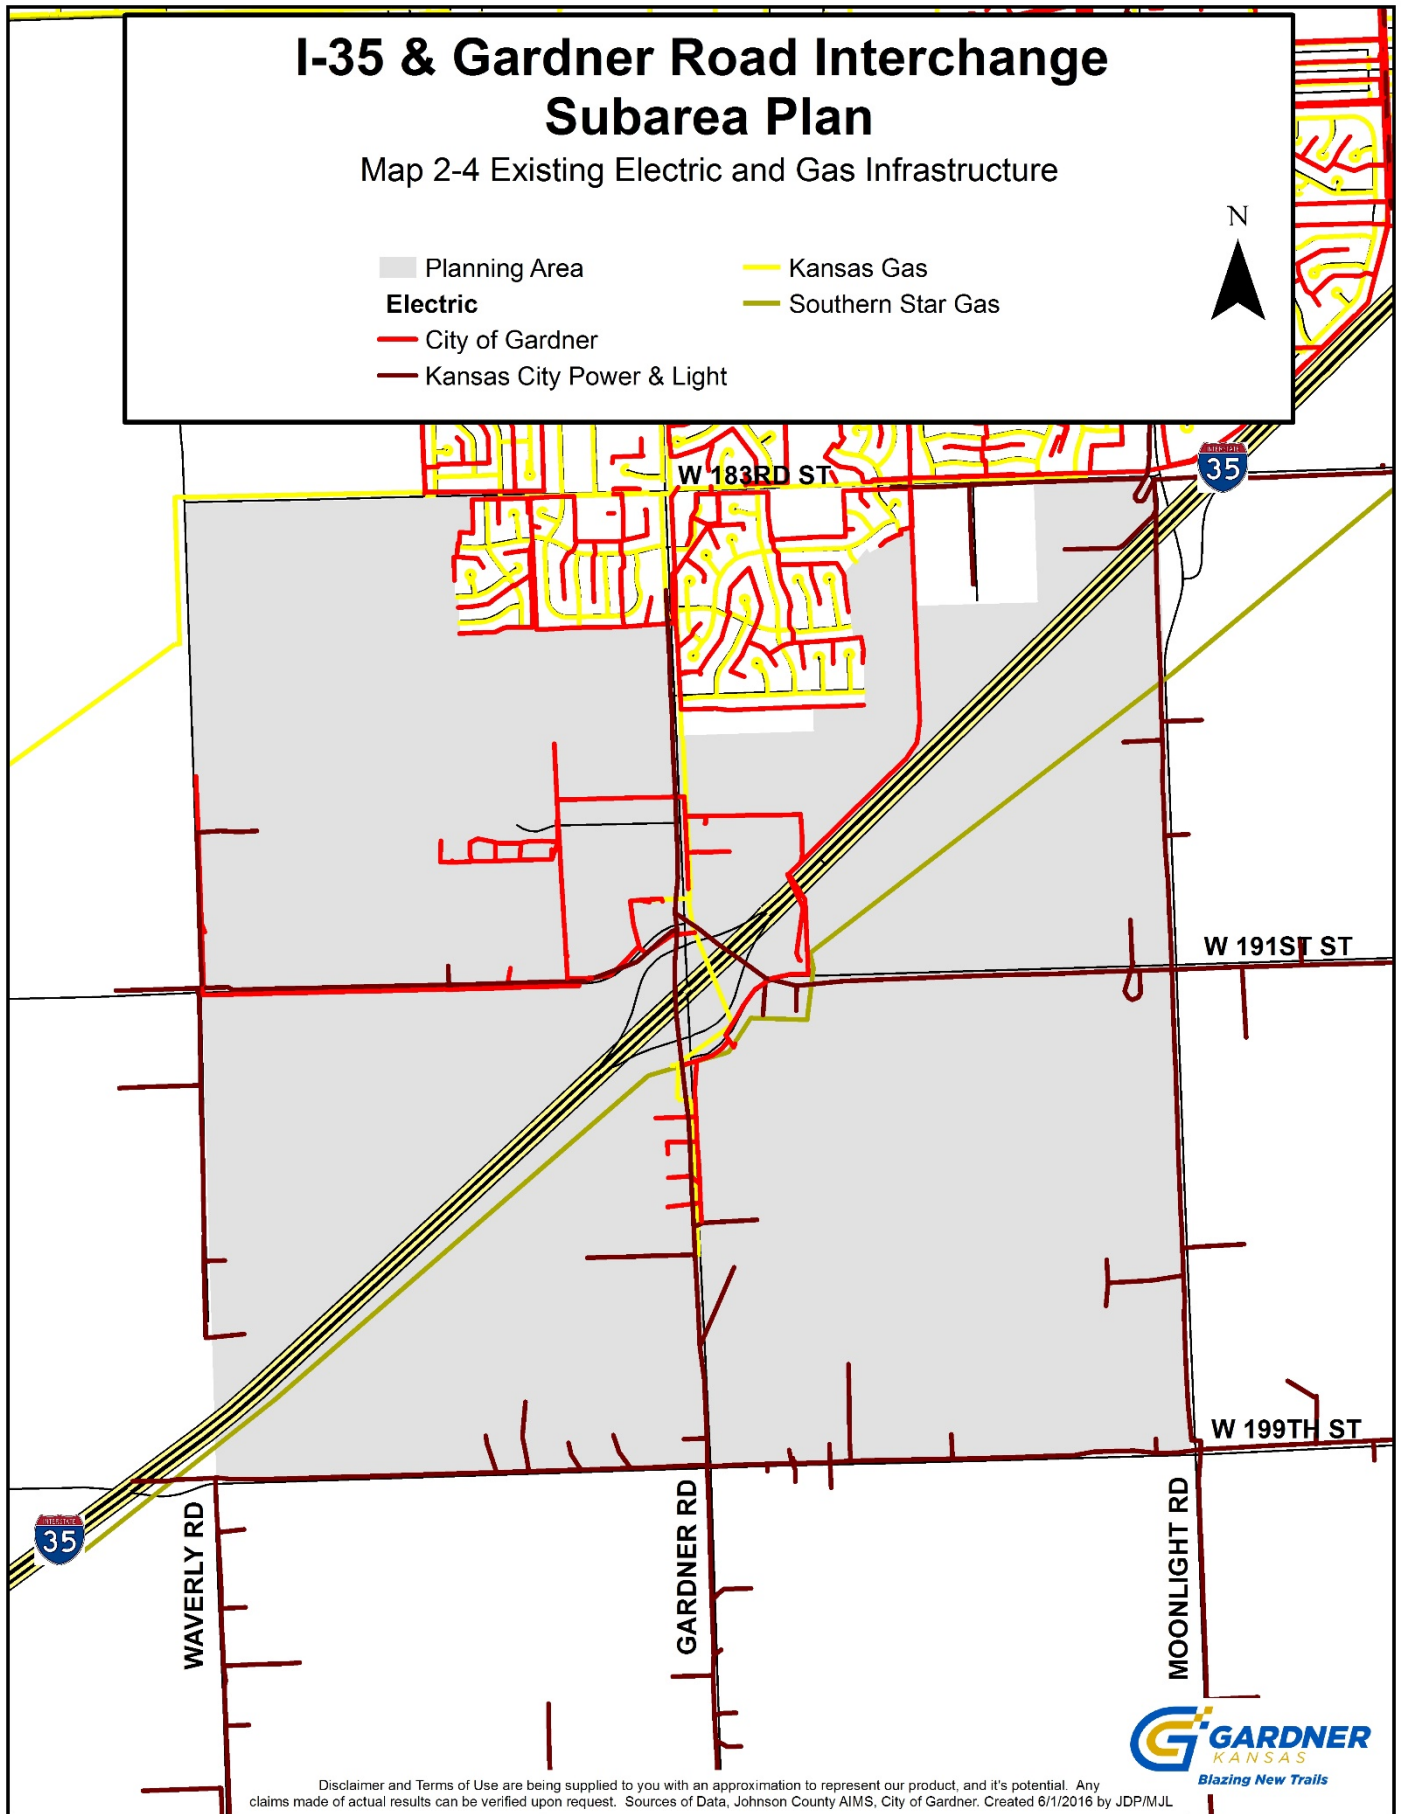 I-35 & Gardner Road Interchange
Subarea Plan
Map 2-4 Existing Electric and Gas Infrastructure
N
Planning Area
Electric
City of Gardner
Kansas City Power & Light
Kansas Gas
Southern Star Gas
W 183RD ST
INTERSTATE
35
W 191ST ST
W 199TH ST
INTERSTATE
35
WAVERLY RD
GARDNER RD
MOONLIGHT RD
GARDNER
KANSAS
Blazing New Trails
Disclaimer and Terms of Use are being supplied to you with an approximation to represent our product, and it's potential. Any
claims made of actual results can be verified upon request. Sources of Data, Johnson County AIMS, City of Gardner. Created 6/1/2016 by JDP/MJL